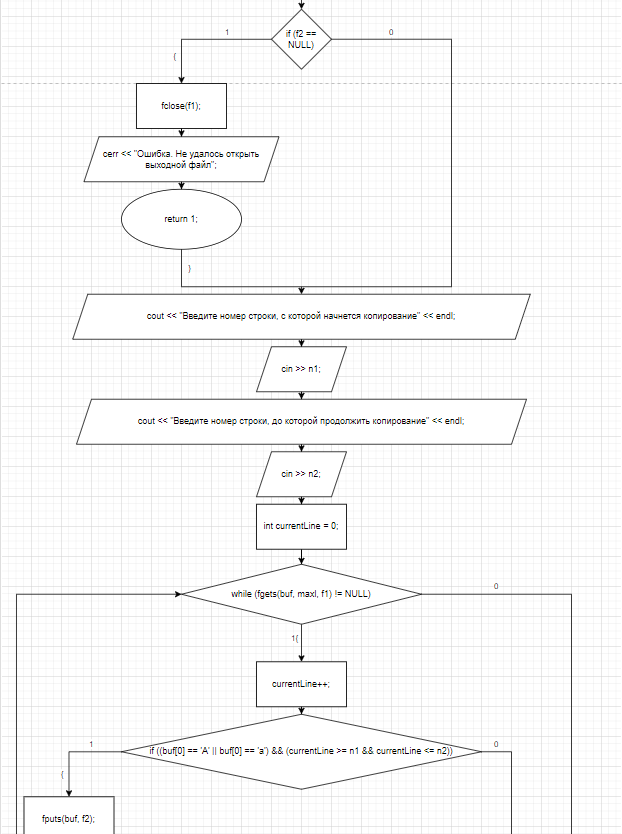 if (f2 ==
NULL)
1
0
{
fclose(f1);
cerr << "Ошибка. Не удалось открыть
выходной файл";
return 1;
}
cout << "Введите номер строки, с которой начнется копирование" << endl;
cin >> n1;
cout << "Введите номер строки, до которой продолжить копирование" << endl;
cin >> n2;
int currentLine = 0;
while (fgets(buf, maxl, f1) != NULL)
0
1{
currentLine++;
if ((buf[0] == 'A' || buf[0] == 'a') && (currentLine >= n1 && currentLine <= n2))
1
0
{
fputs(buf, f2);